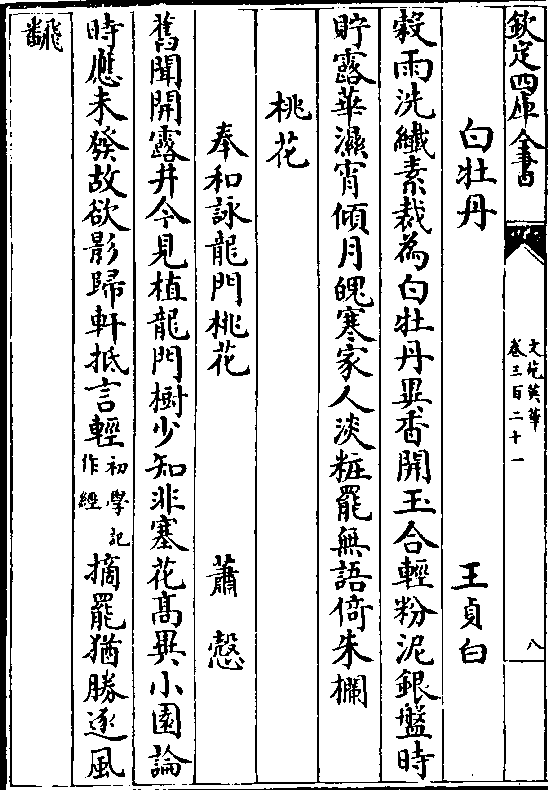 欽定四庫全書
文苑英華
卷三百二十一
八
白牡丹
王貞白
穀雨洗纖素裁為白牡丹異香開玉合輕粉泥銀盤時
貯露華濕宵傾月魄寒家人淡粧罷無語倚朱欄
桃花
奉和詠龍門桃花
蕭慤
舊聞開露井今見植龍門樹少知非塞花髙異小園論
時應未發故欲影歸軒抵言輕初學記作經摘罷猶勝逐風
飛飜